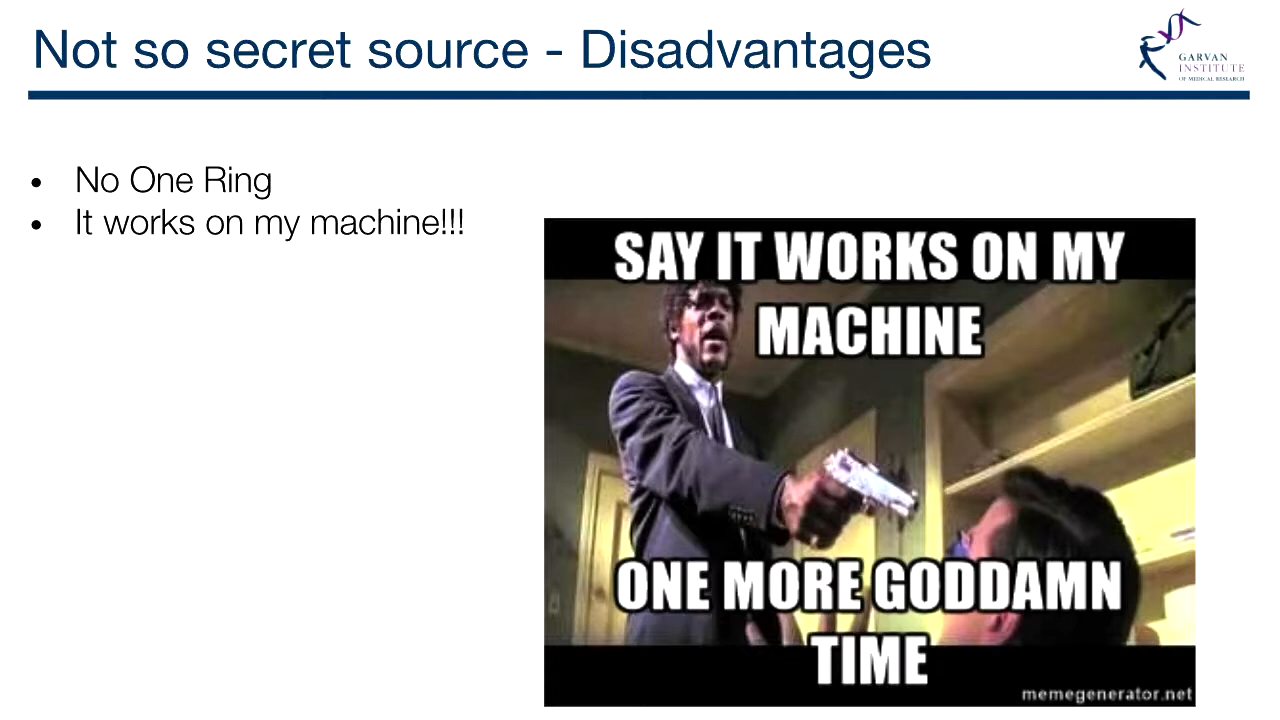 Not so secret source - Disadvantages
GARVAN
INSTITUTE
OF MEDICAL RESEARCH
• No One Ring
• It works on my machine!!!
SAY IT WORKS ON MY
MACHINE
ONE MORE GODDAMN
TIME
memegenerator.net